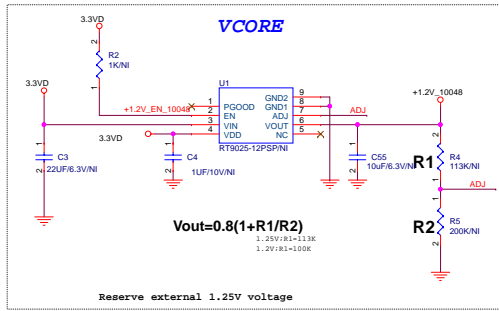 VCORE
3.3VD
R2
1K/NI
3.3VD
U1
+1.2V_EN_10048
1 PGOOD
2 EN
3 VIN
4 VDD
GND2 9
GND1 8
ADJ 7
VOUT 6
NC 5
RT9025-12PSP/NI
ADJ
+1.2V_10048
3.3VD
C3
22UF/6.3V/NI
C4
1UF/10V/NI
C55
10uF/6.3V/NI
R1
R4
113K/NI
ADJ
R2
R5
200K/NI
Vout=0.8(1+R1/R2)
1.25V:R1=113K
1.2V:R1=100K
Reserve external 1.25V voltage